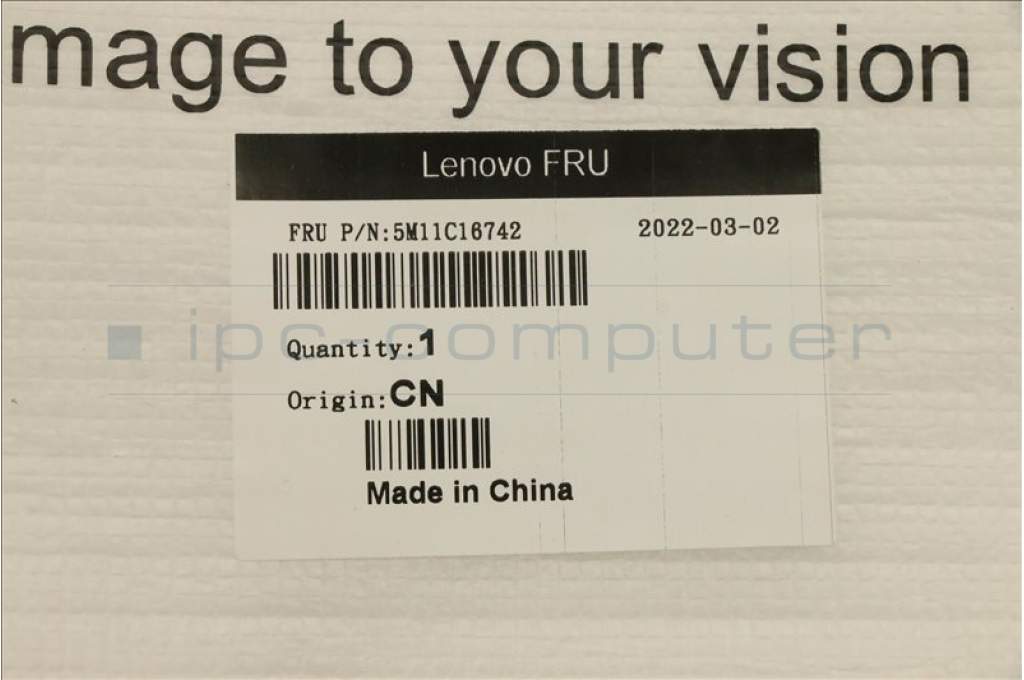 mage to your vision
Lenovo FRU
FRU P/N:5M11C16742 2022-03-02
ipc-computer
Quantity:1
Origin:CN
Made in China